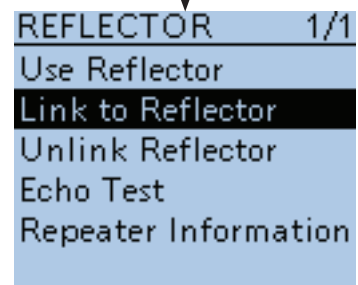 REFLECTOR 1/1
Use Reflector
Link to Reflector
Unlink Reflector
Echo Test
Repeater Information